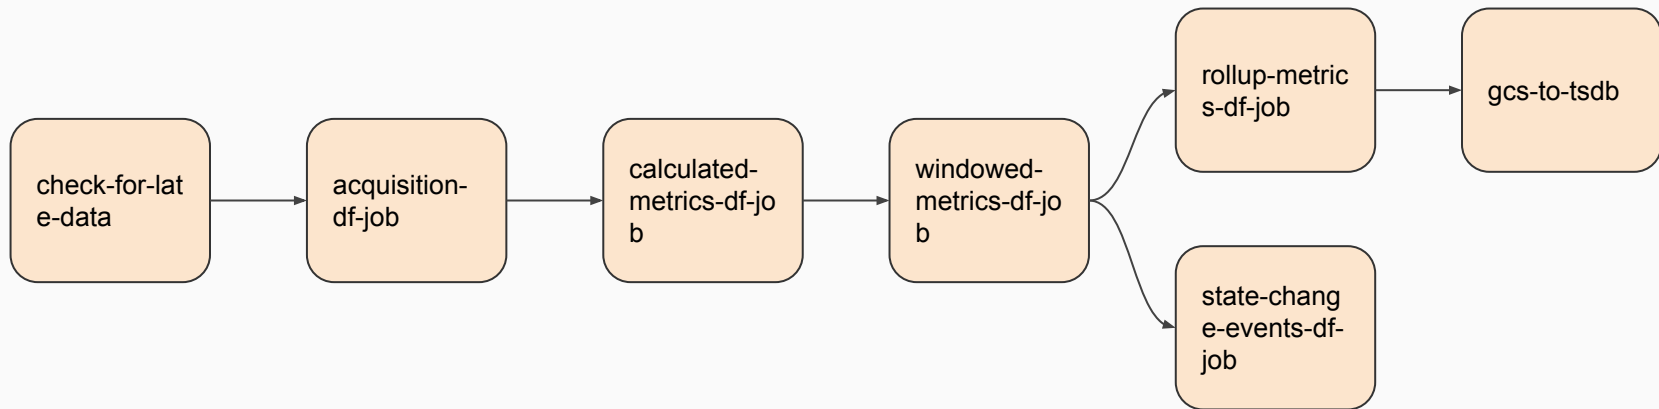 check-for-lat
e-data
acquisition-
df-job
calculated-
metrics-df-jo
b
windowed-
metrics-df-jo
b
rollup-metric
s-df-job
gcs-to-tsdb
state-chang
e-events-df-
job